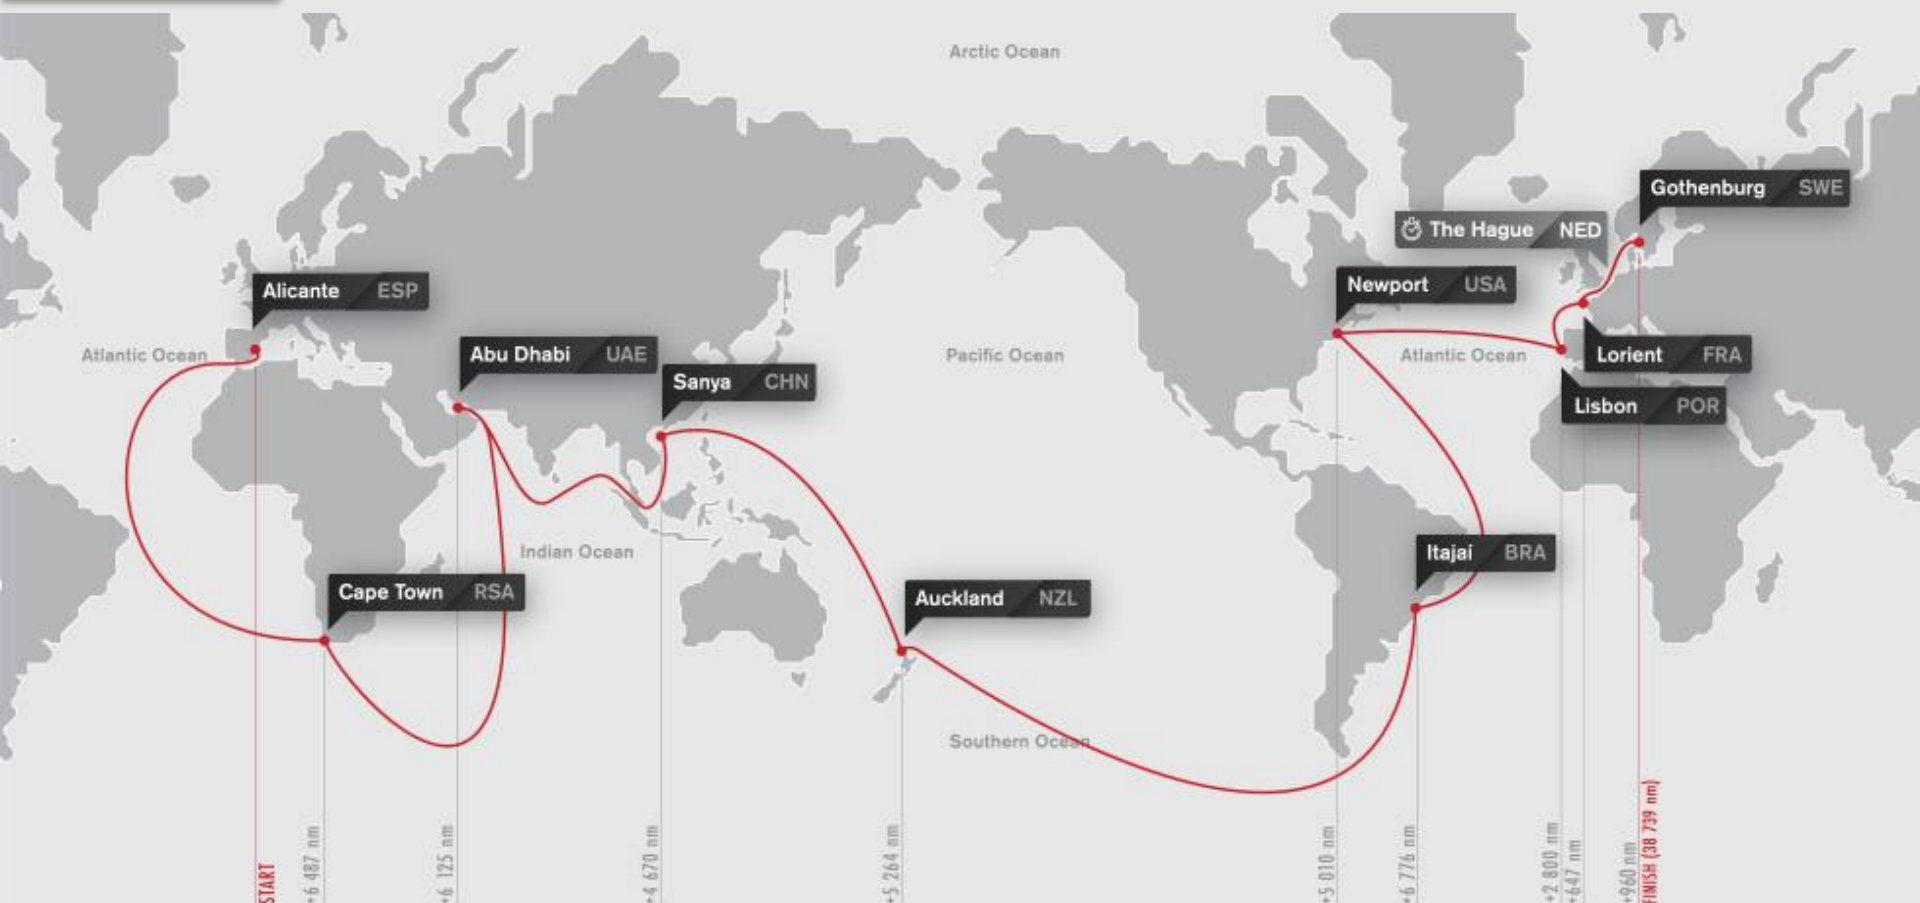 Arctic Ocean
Gothenburg SWE
The Hague NED
Newport USA
Alicante ESP
Atlantic Ocean
Abu Dhabi UAE
Sanya CHN
Pacific Ocean
Atlantic Ocean
Lorient FRA
Lisbon POR
Indian Ocean
Itajaí BRA
Cape Town RSA
Auckland NZL
Southern Ocean
START
+6 487 nm
+6 125 nm
+4 670 nm
+5 264 nm
+5 010 nm
+6 776 nm
+2 800 nm
+647 nm
+960 nm
FINISH (38 739 nm)